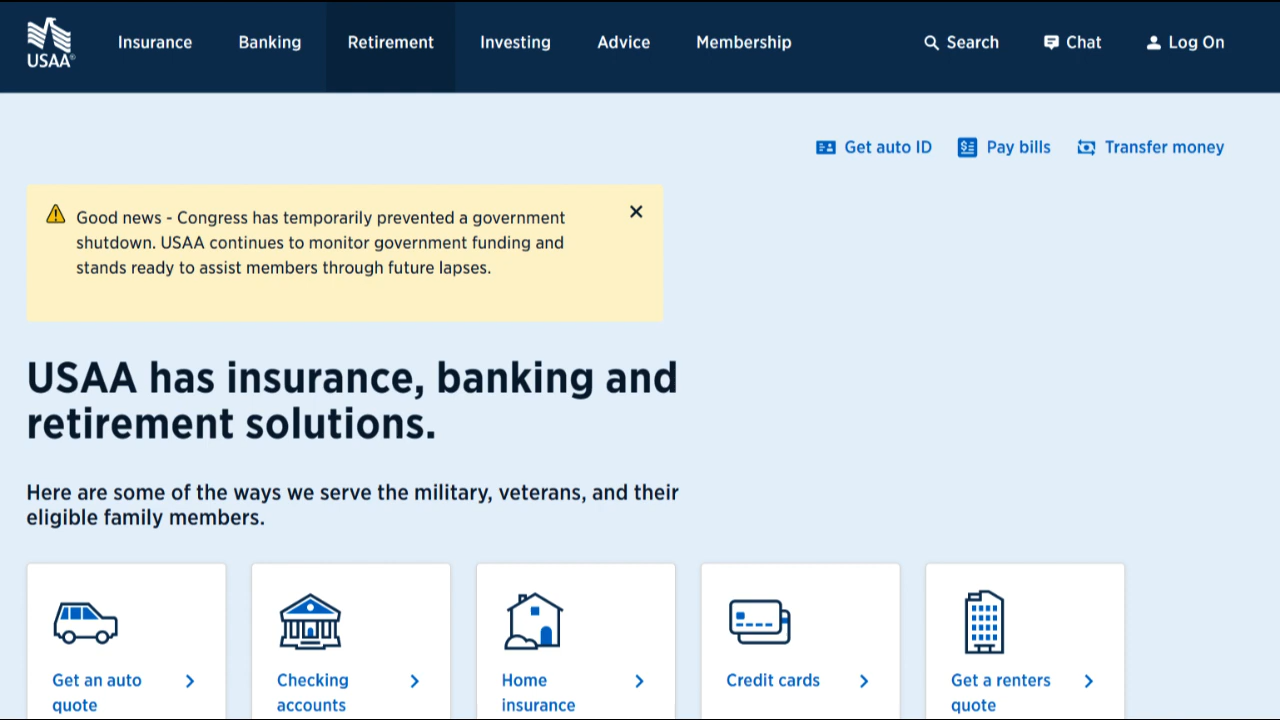 USAA®
Insurance
Banking
Retirement
Investing
Advice
Membership
Search
Chat
Log On
Get auto ID
Pay bills
Transfer money
Good news - Congress has temporarily prevented a government
shutdown. USAA continues to monitor government funding and
stands ready to assist members through future lapses.
USAA has insurance, banking and
retirement solutions.
Here are some of the ways we serve the military, veterans, and their
eligible family members.
Get an auto
quote
Checking
accounts
Home
insurance
Credit cards
Get a renters
quote